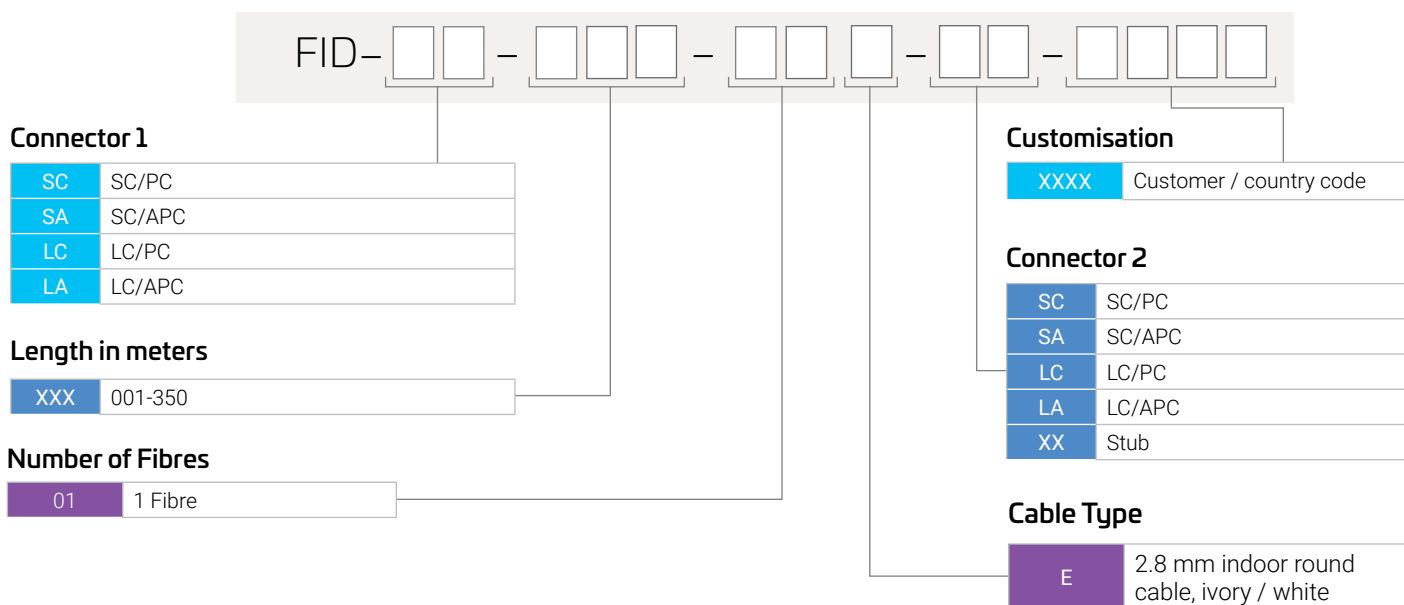 FID– – – – –
Connector 1
SC SC/PC
SA SC/APC
LC LC/PC
LA LC/APC
Length in meters
XXX 001-350
Number of Fibres
01 1 Fibre
Customisation
XXXX Customer / country code
Connector 2
SC SC/PC
SA SC/APC
LC LC/PC
LA LC/APC
XX Stub
Cable Type
E 2.8 mm indoor round
cable, ivory / white